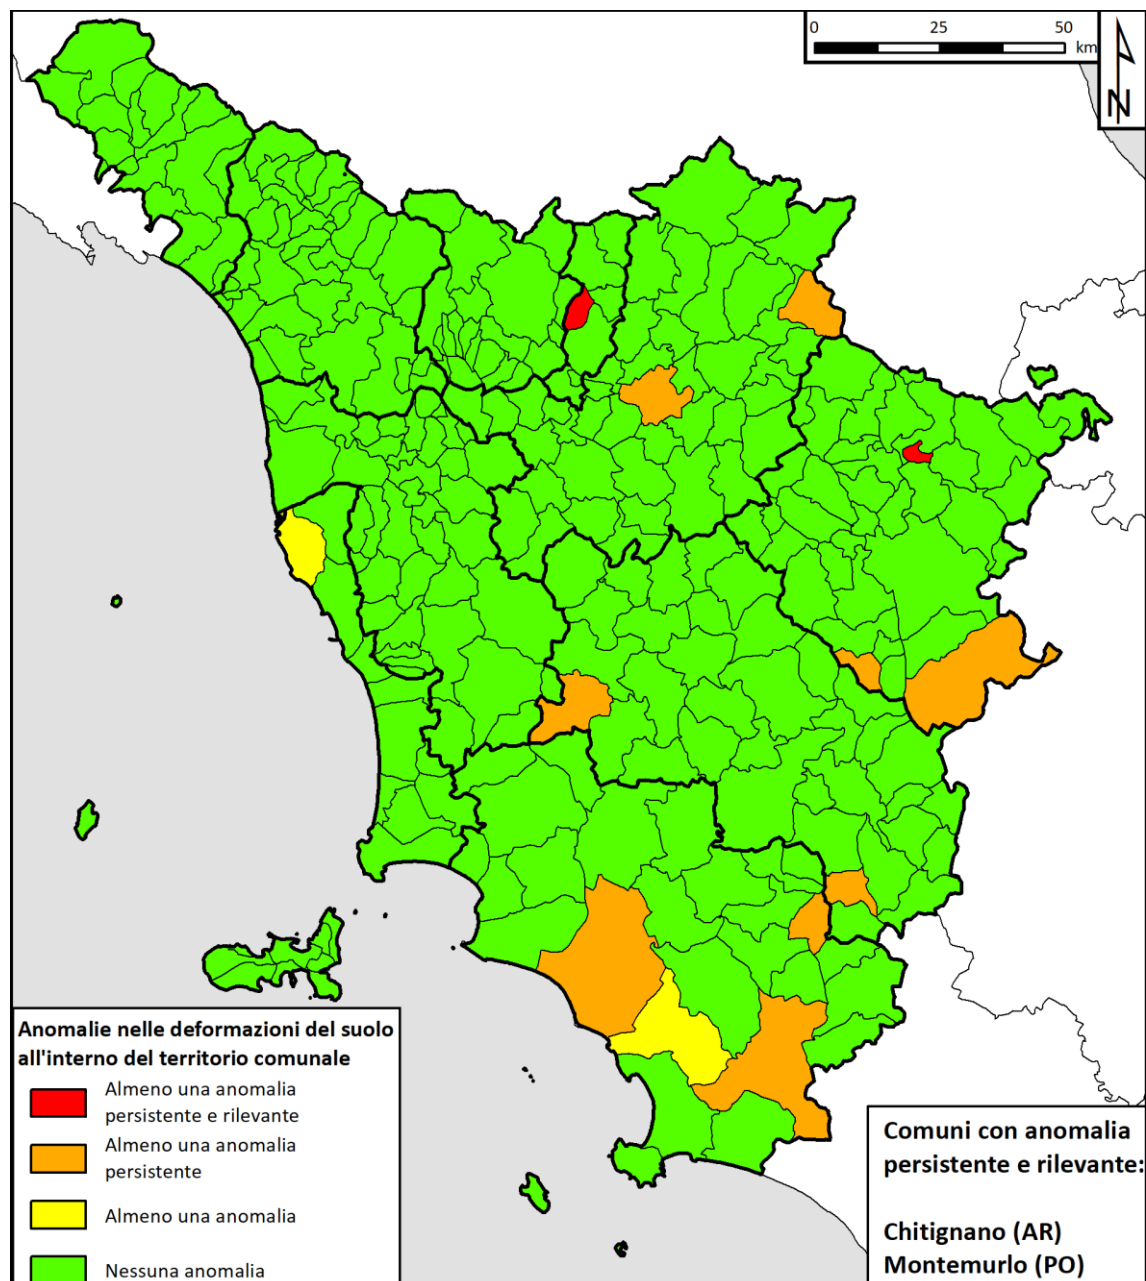 0 25 50
km
N
Anomalie nelle deformazioni del suolo
all'interno del territorio comunale
Almeno una anomalia
persistente e rilevante
Almeno una anomalia
persistente
Almeno una anomalia
Nessuna anomalia
Comuni con anomalia
persistente e rilevante:
Chitignano (AR)
Montemurlo (PO)